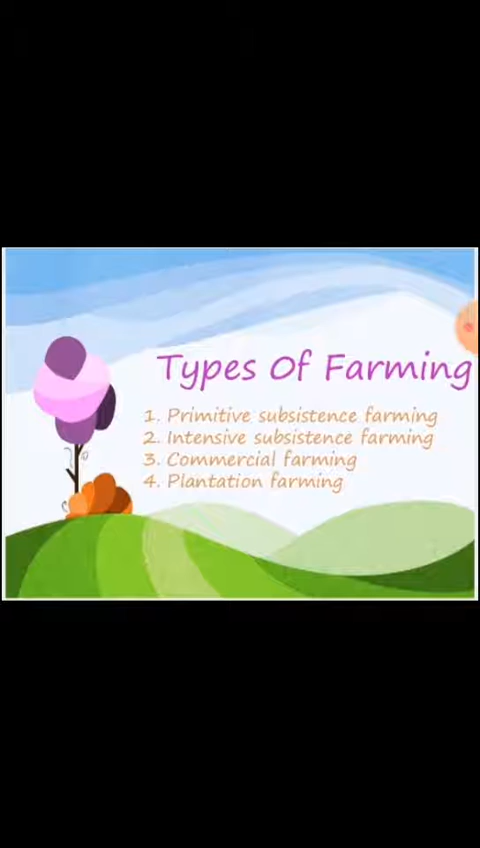 Types Of Farming
1. Primitive subsistence farming
2. Intensive subsistence farming
3. Commercial farming
4. Plantation farming